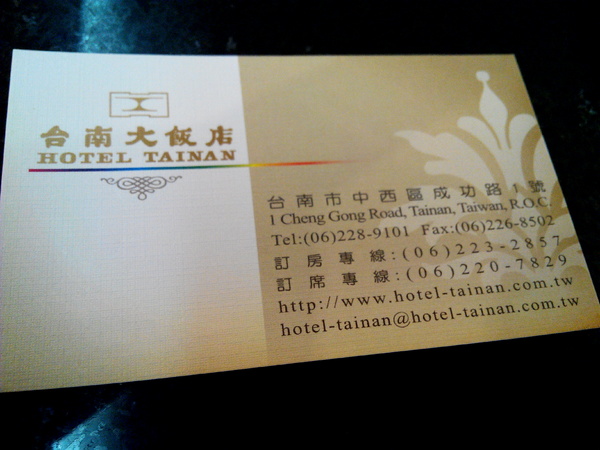 台南大飯店
HOTEL TAINAN
台南市中西區成功路1號
1 Cheng Gong Road, Tainan, Taiwan, R.O.C.
Tel:(06)228-9101 Fax:(06)226-8502
訂房專線:(06)223-2857
訂席專線:(06)220-7829
http://www.hotel-tainan.com.tw
hotel-tainan@hotel-tainan.com.tw